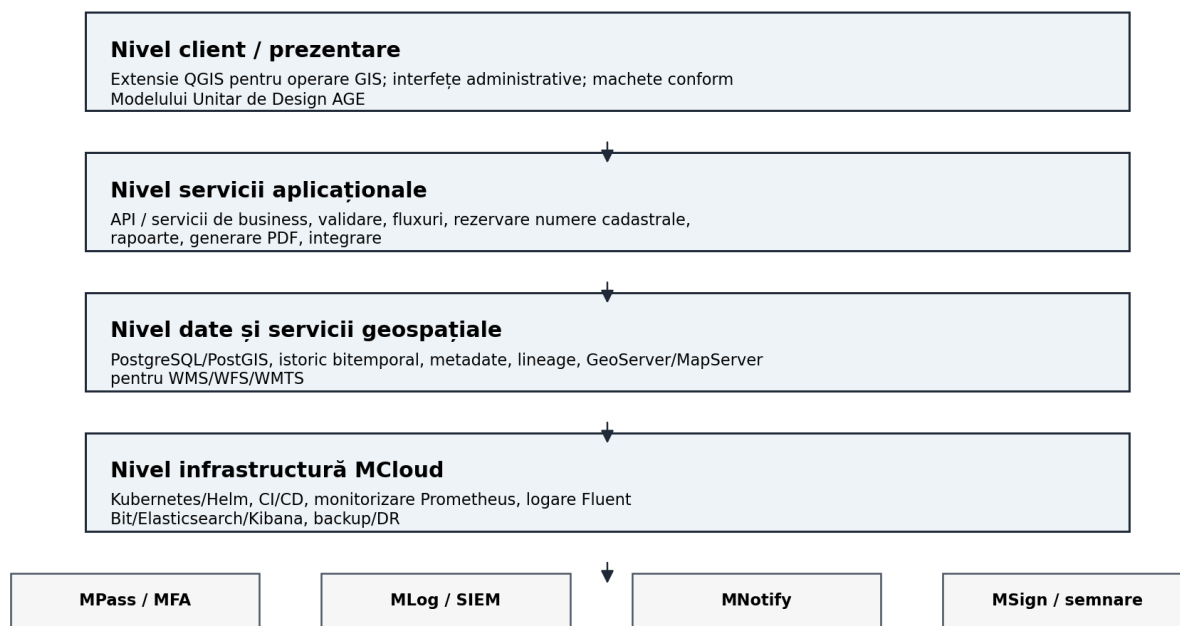 Nivel client / prezentare
Extensie QGIS pentru operare GIS; interfețe administrative; machete conform
Modelului Unitar de Design AGE
Nivel servicii aplicaționale
API / servicii de business, validare, fluxuri, rezervare numere cadastrale,
rapoarte, generare PDF, integrare
Nivel date și servicii geospațiale
PostgreSQL/PostGIS, istoric bitemporal, metadate, lineage, GeoServer/MapServer
pentru WMS/WFS/WMTS
Nivel infrastructură MCloud
Kubernetes/Helm, CI/CD, monitorizare Prometheus, logare Fluent
Bit/Elasticsearch/Kibana, backup/DR
MPass / MFA
MLog / SIEM
MNotify
MSign / semnare